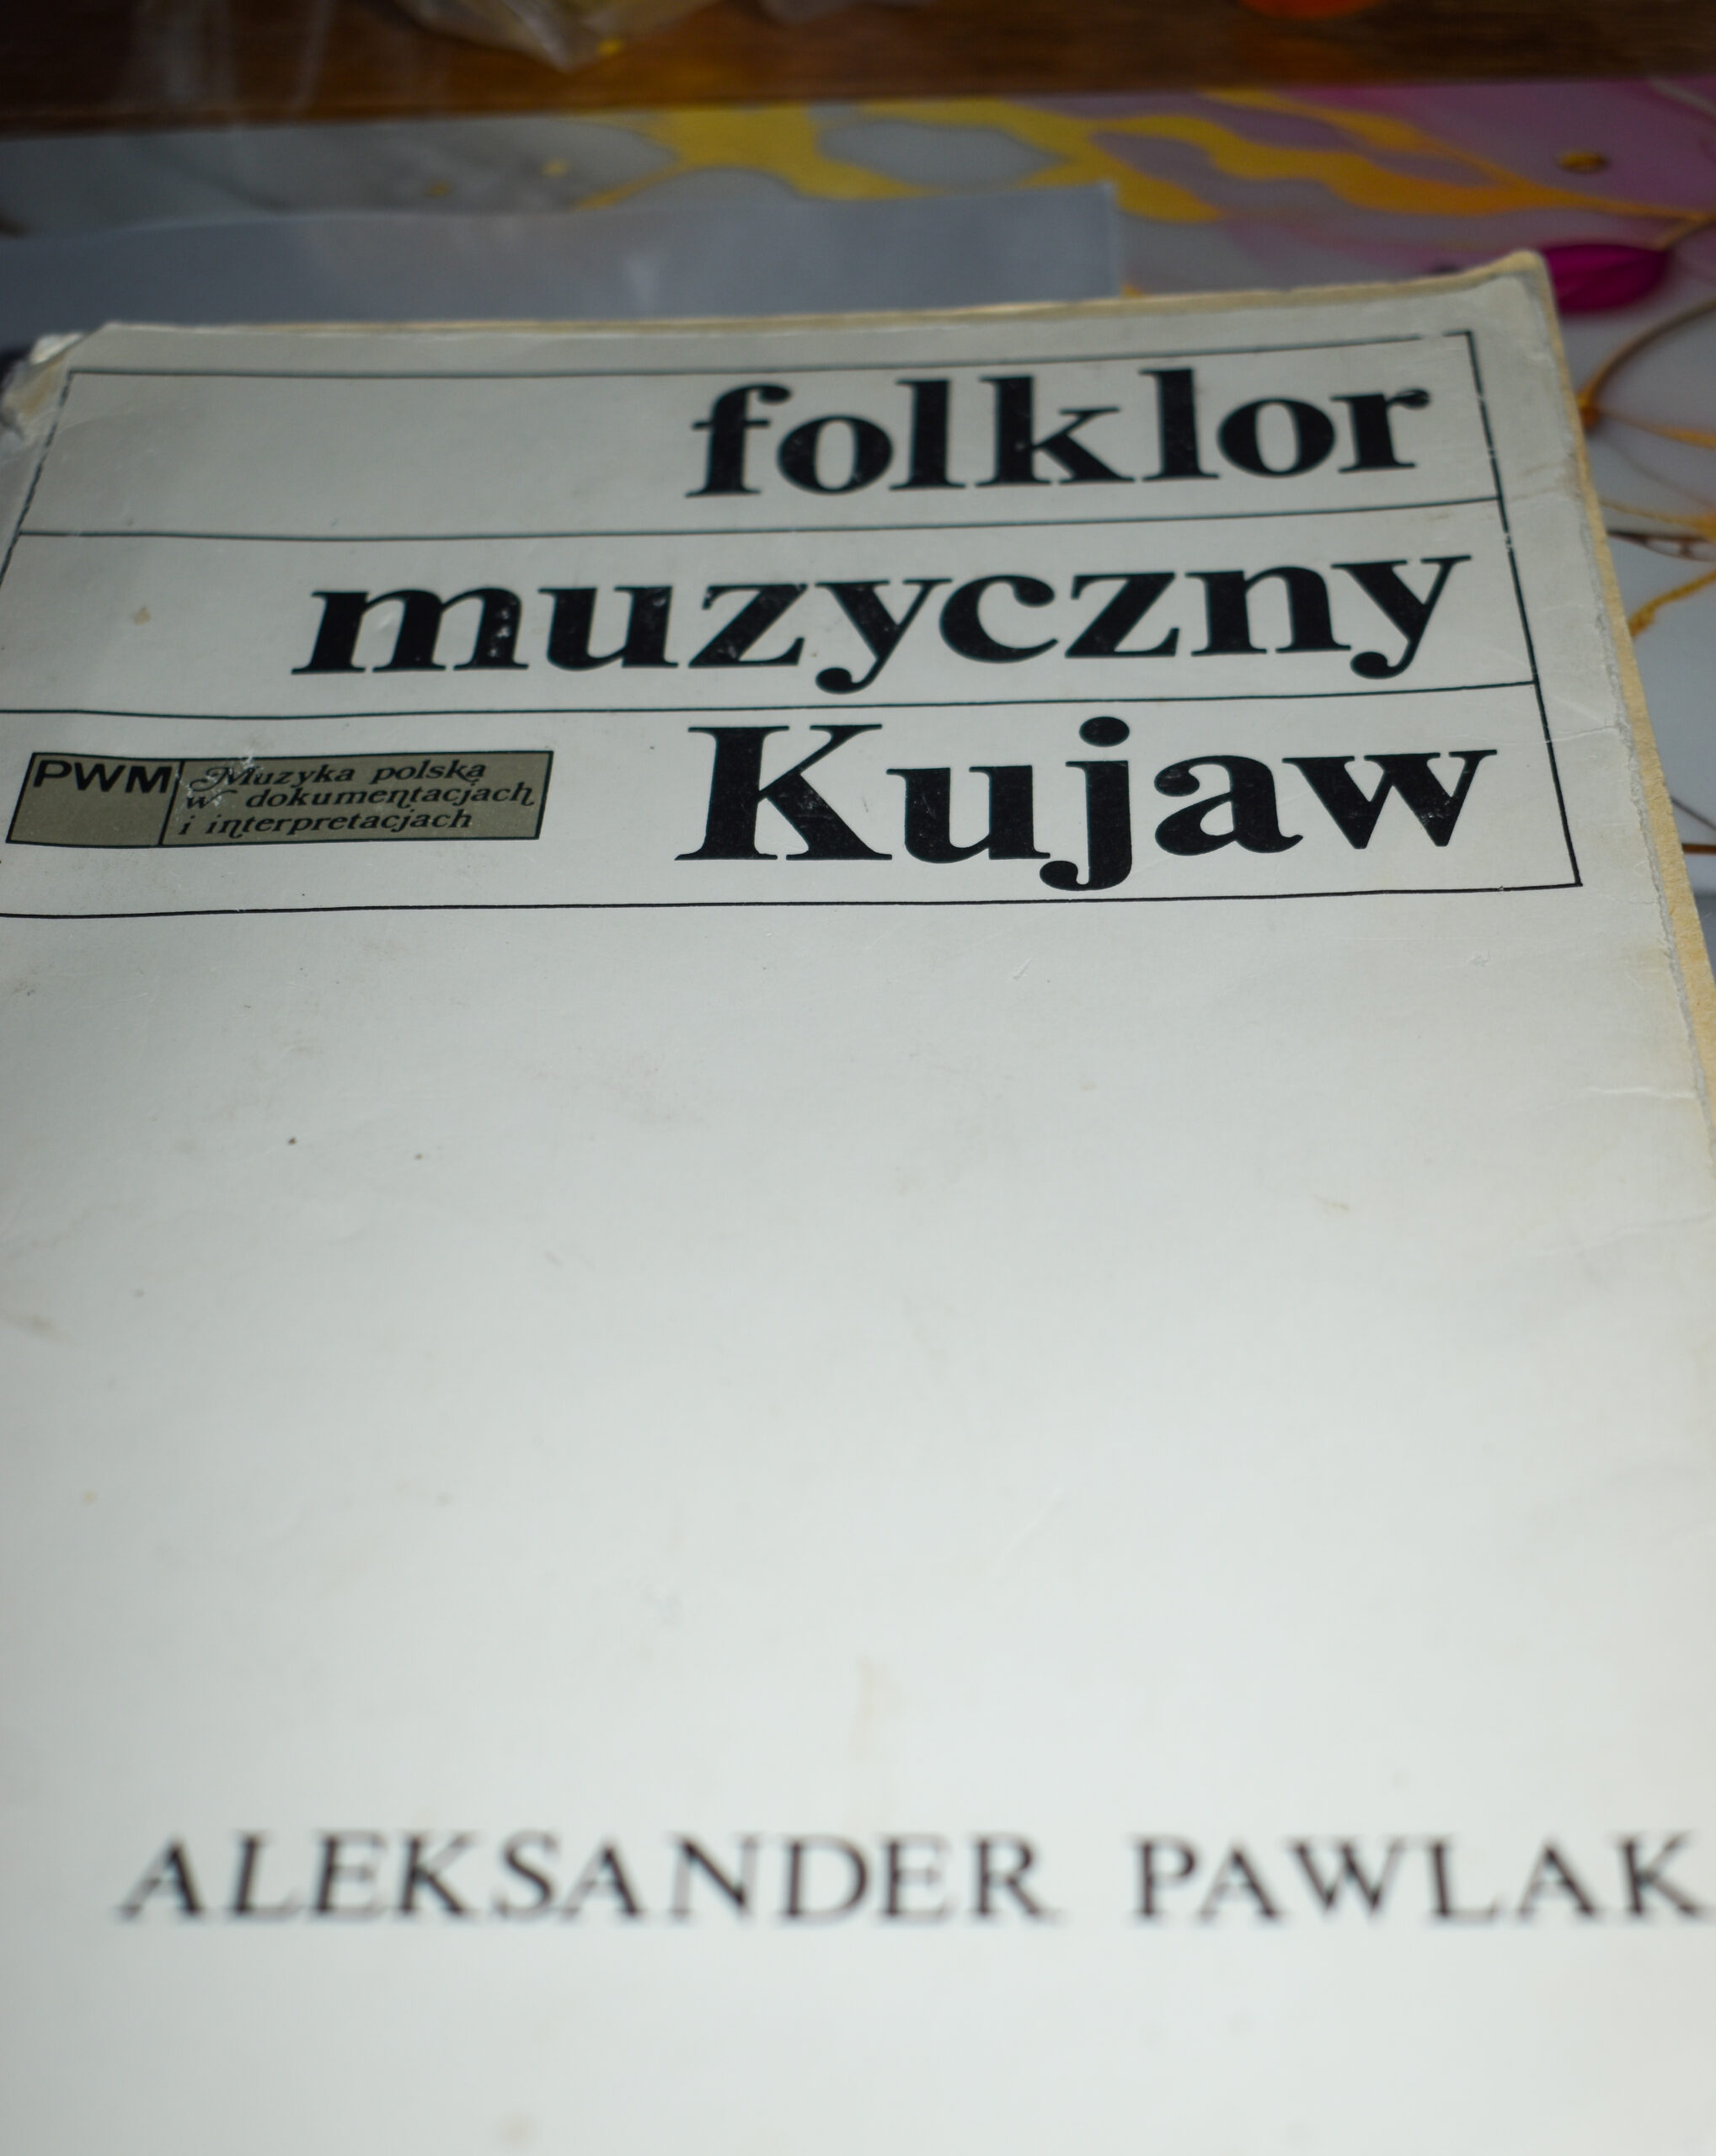 folklor
muzyczny
Kujaw
PWM
Muzyka polska
w dokumentacjach
i interpretacjach
ALEKSANDER PAWLAK